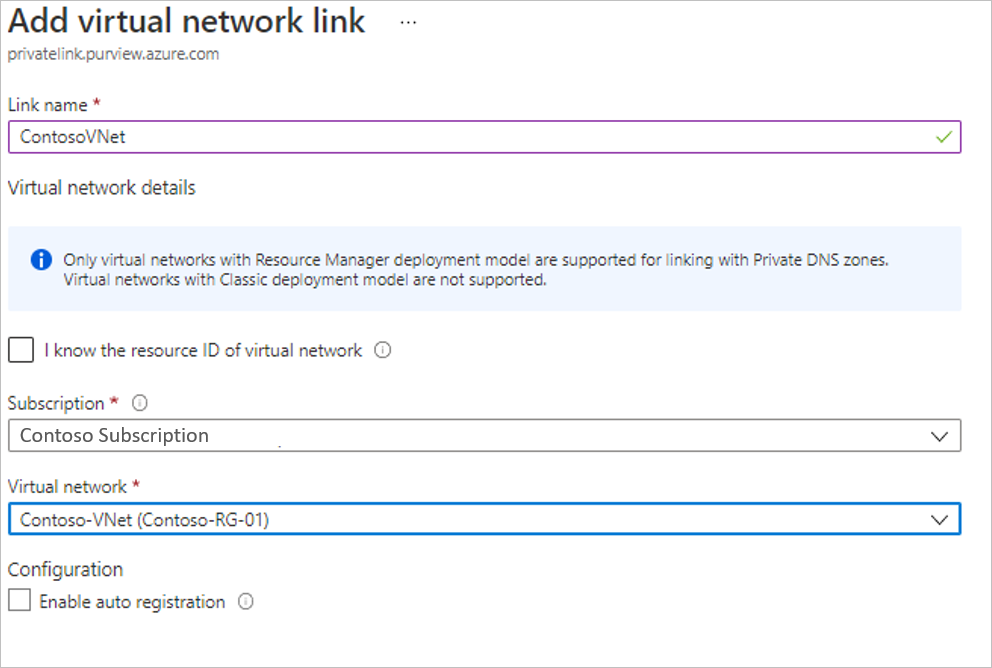 Add virtual network link ...
privatelink.purview.azure.com
Link name *
ContosoVNet
Virtual network details
Only virtual networks with Resource Manager deployment model are supported for linking with Private DNS zones.
Virtual networks with Classic deployment model are not supported.
I know the resource ID of virtual network
Subscription *
Contoso Subscription
Virtual network *
Contoso-VNet (Contoso-RG-01)
Configuration
Enable auto registration